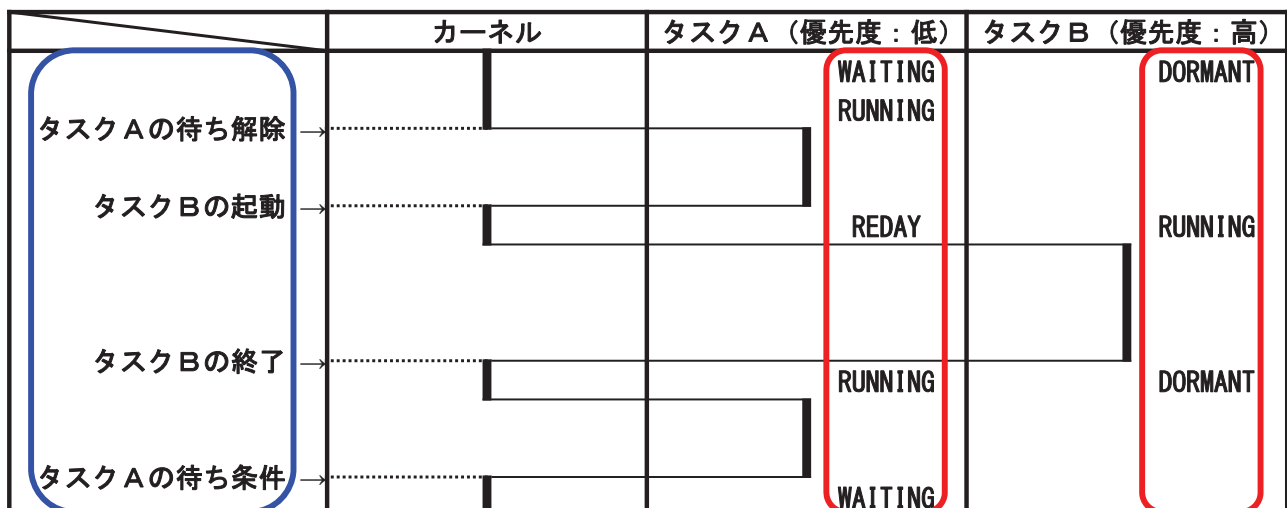 カーネル タスクA（優先度：低） タスクB（優先度：高）
WAITING DORMANT
RUNNING
タスクAの待ち解除 →
タスクBの起動 →
REDAY RUNNING
タスクBの終了 →
RUNNING DORMANT
タスクAの待ち条件 →
WAITING